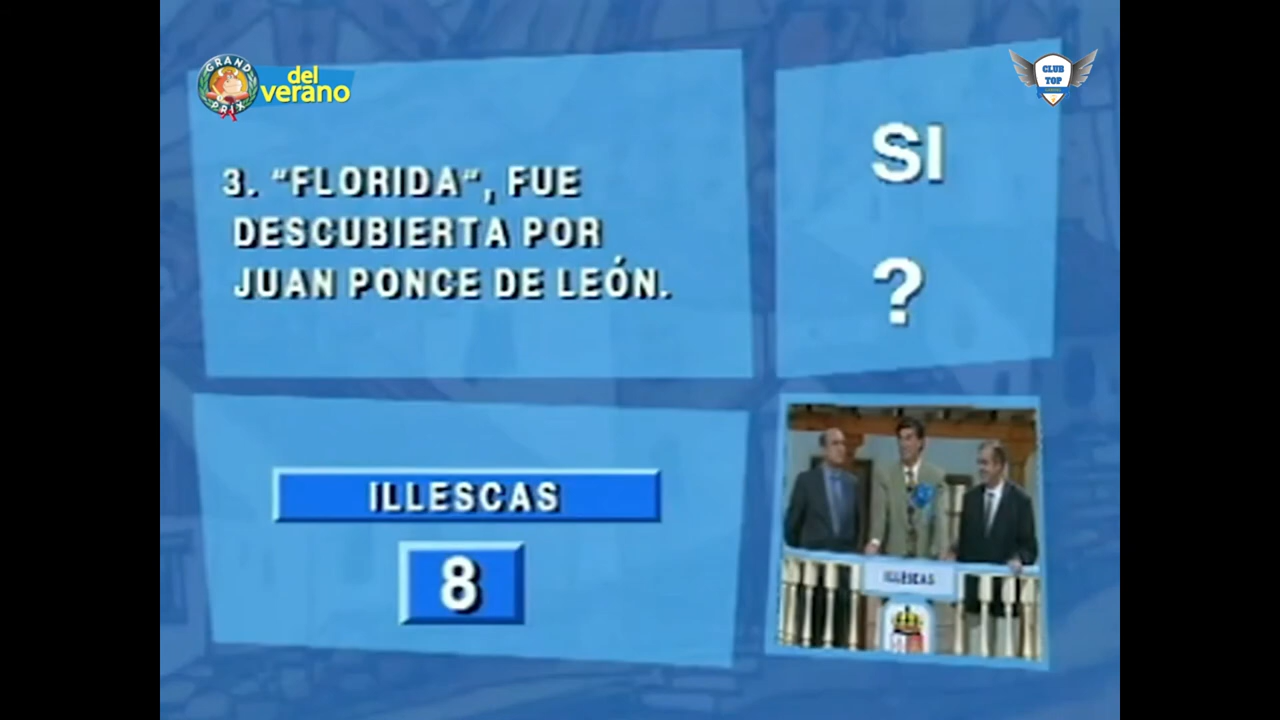 GRAND
PRIX
del
verano
CLUB
TOP
3. "FLORIDA", FUE
DESCUBIERTA POR
JUAN PONCE DE LEÓN.
SI
?
ILLESCAS
8
ILLESCAS